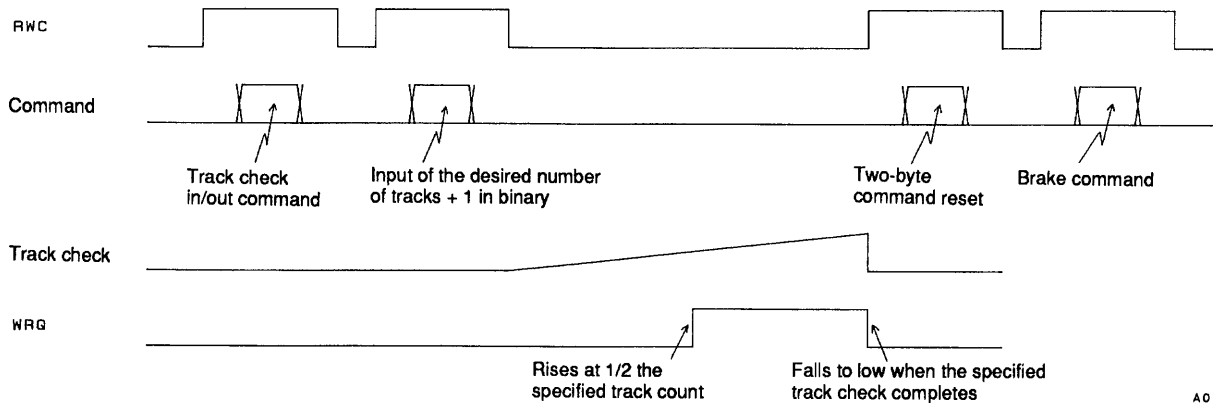 RWC
Command
Track check
in/out command
Input of the desired number
of tracks + 1 in binary
Two-byte
command reset
Brake command
Track check
WRQ
Rises at 1/2 the
specified track count
Falls to low when the specified
track check completes
A0